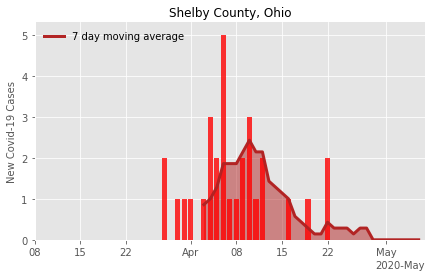 Shelby County, Ohio
7 day moving average
New Covid-19 Cases
5
4
3
2
1
0
08 15 22 Apr 08 15 22 May
2020-May